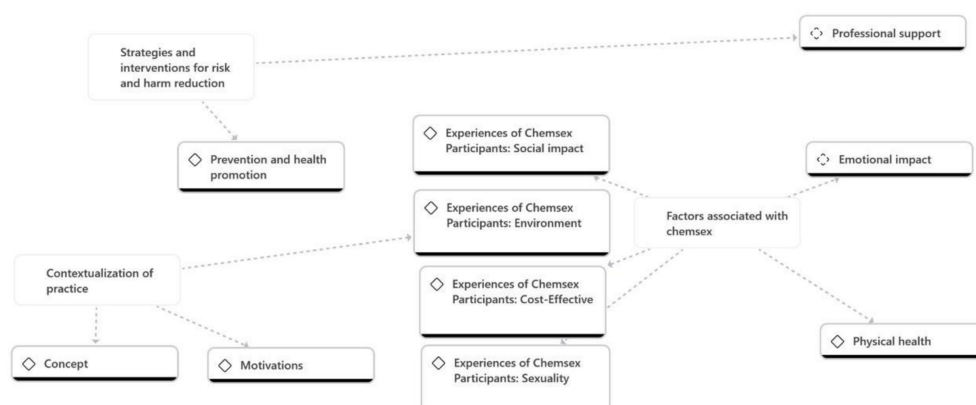 Professional support
Strategies and
interventions for risk
and harm reduction
Experiences of Chemsex
Participants: Social impact
Prevention and health
promotion
Emotional impact
Experiences of Chemsex
Participants: Environment
Factors associated with
chemsex
Contextualization of
practice
Experiences of Chemsex
Participants: Cost-Effective
Physical health
Concept
Motivations
Experiences of Chemsex
Participants: Sexuality